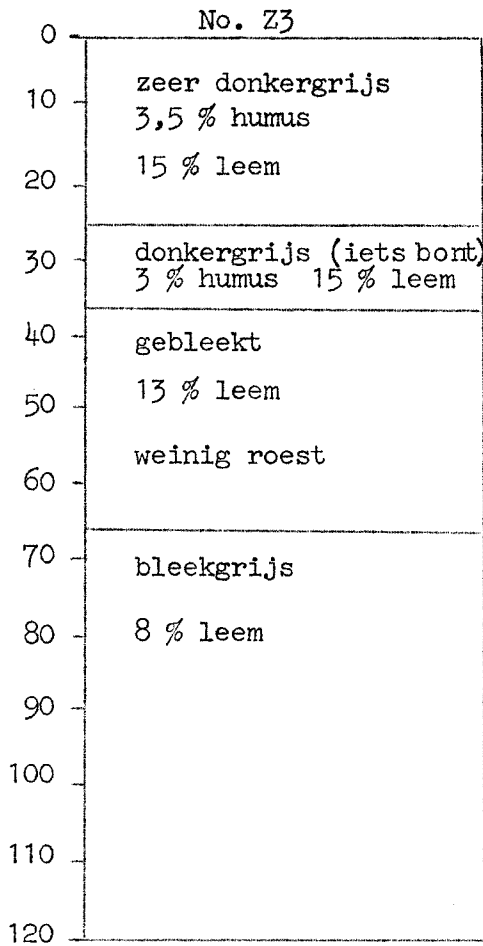 No. Z3
0
zeer donkergrijs
10
3,5 % humus
15 % leem
20
30
donkergrijs (iets bont)
3 % humus 15 % leem
40
gebleekt
13 % leem
50
weinig roest
60
70
bleekgrijs
80
8 % leem
90
100
110
120